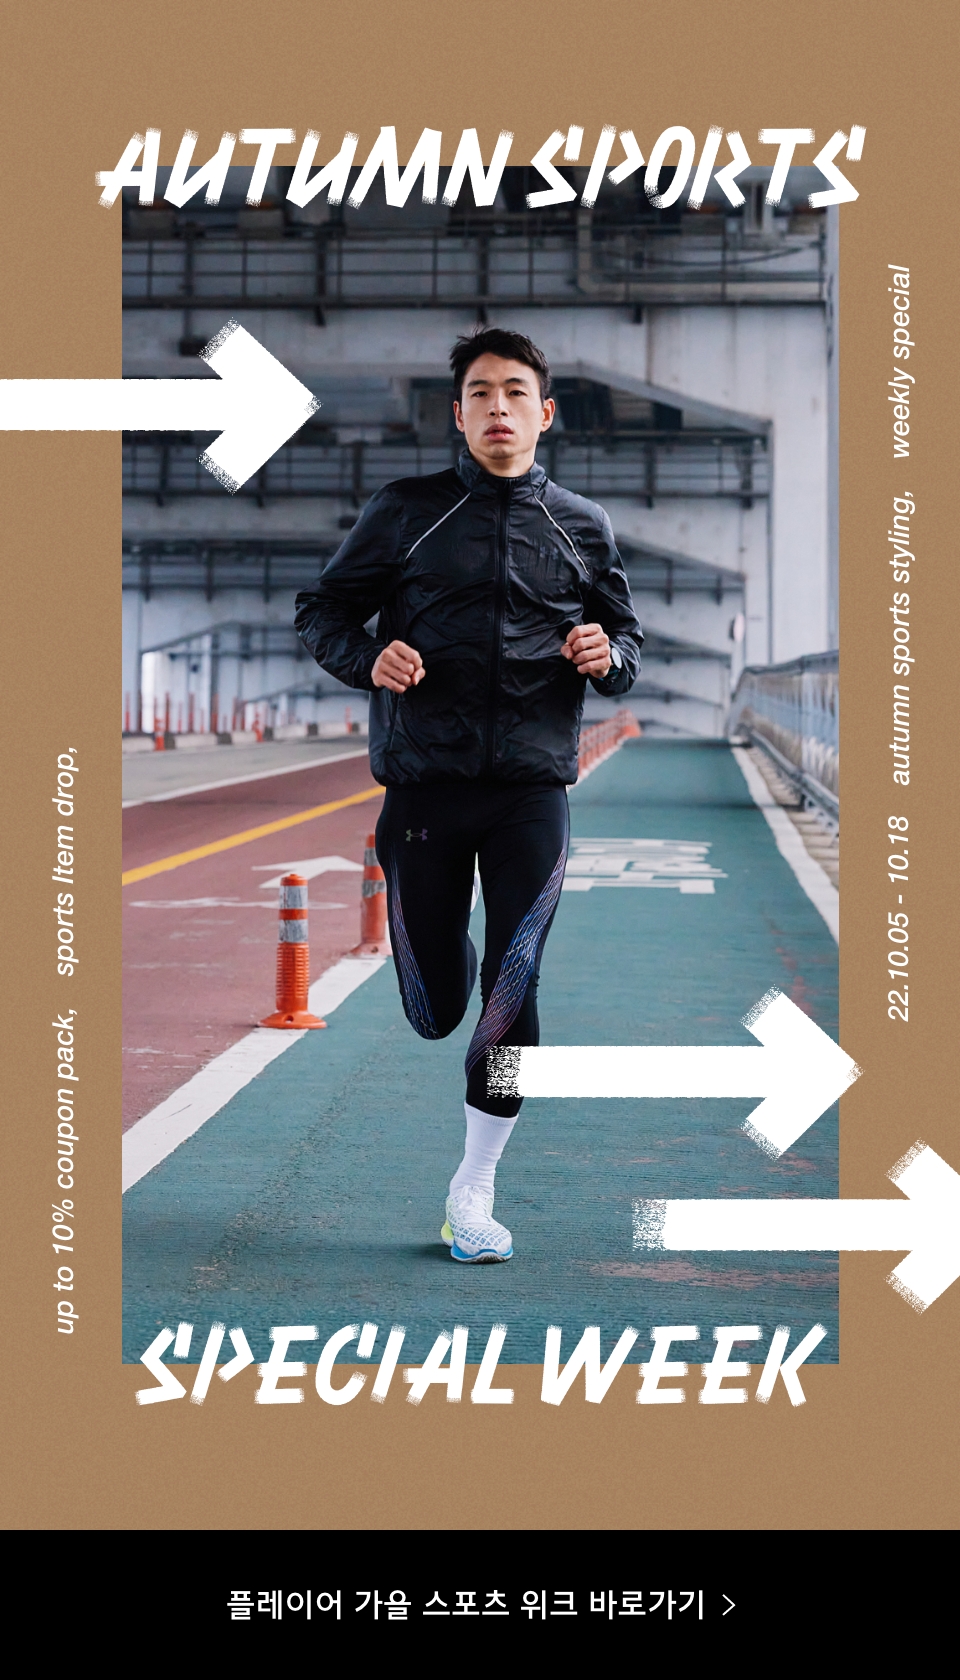 AUTUMN SPORTS
22.10.05 - 10.18 autumn sports styling, weekly special
up to 10% coupon pack, sports Item drop,
SPECIAL WEEK
플레이어 가을 스포츠 위크 바로가기 >